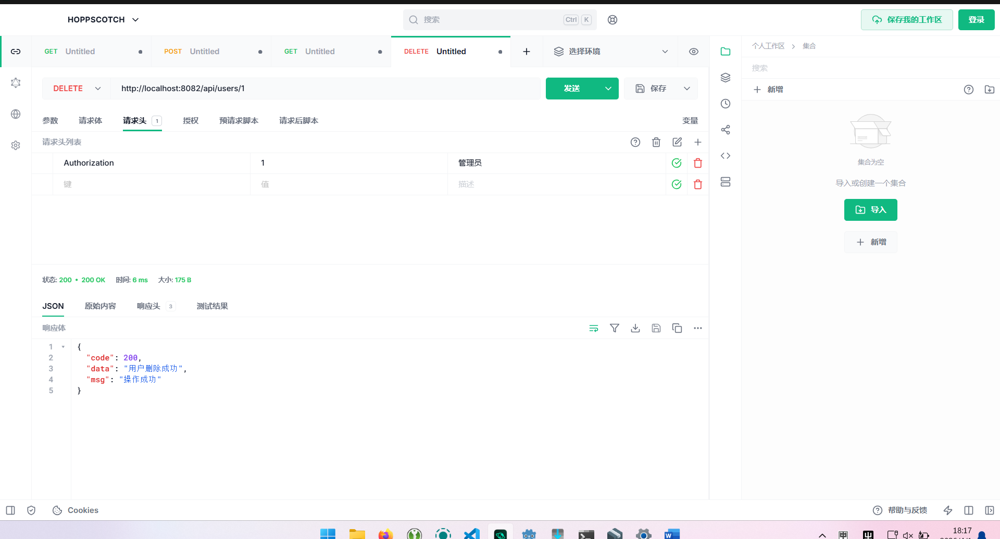 HOPPSCOTCH
搜索
Ctrl K
保存我的工作区
登录
GET Untitled
POST Untitled
GET Untitled
DELETE Untitled
选择环境
个人工作区 > 集合
搜索
新增
DELETE
http://localhost:8082/api/users/1
发送
保存
参数
请求体
请求头 1
授权
预请求脚本
请求后脚本
变量
请求头列表
Authorization 1 管理员
键 值 描述
集合为空
导入或创建一个集合
导入
新增
状态: 200 • 200 OK 时间: 6 ms 大小: 175 B
JSON
原始内容
响应头 3
测试结果
响应体
1 {
2 "code": 200,
3 "data": "用户删除成功",
4 "msg": "操作成功"
5 }
Cookies
帮助与反馈
18:17